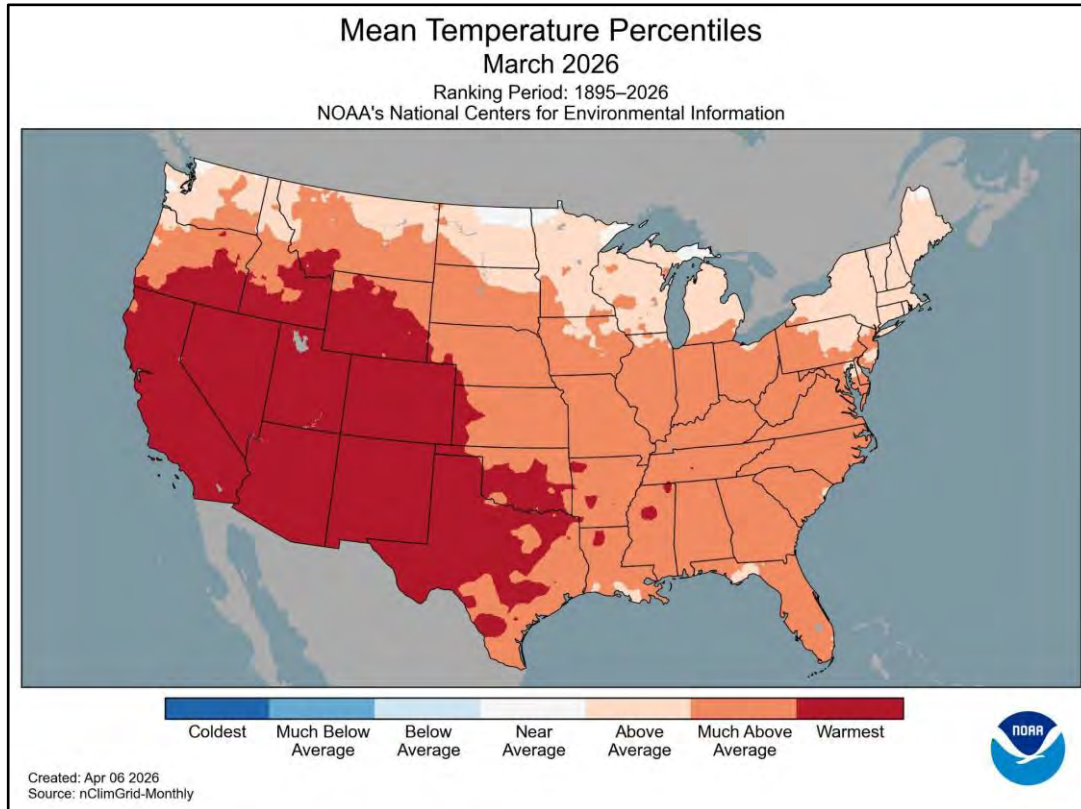 Mean Temperature Percentiles
March 2026
Ranking Period: 1895–2026
NOAA's National Centers for Environmental Information
Coldest
Much Below
Average
Below
Average
Near
Average
Above
Average
Much Above
Average
Warmest
NOAA
Created: Apr 06 2026
Source: nClimGrid-Monthly